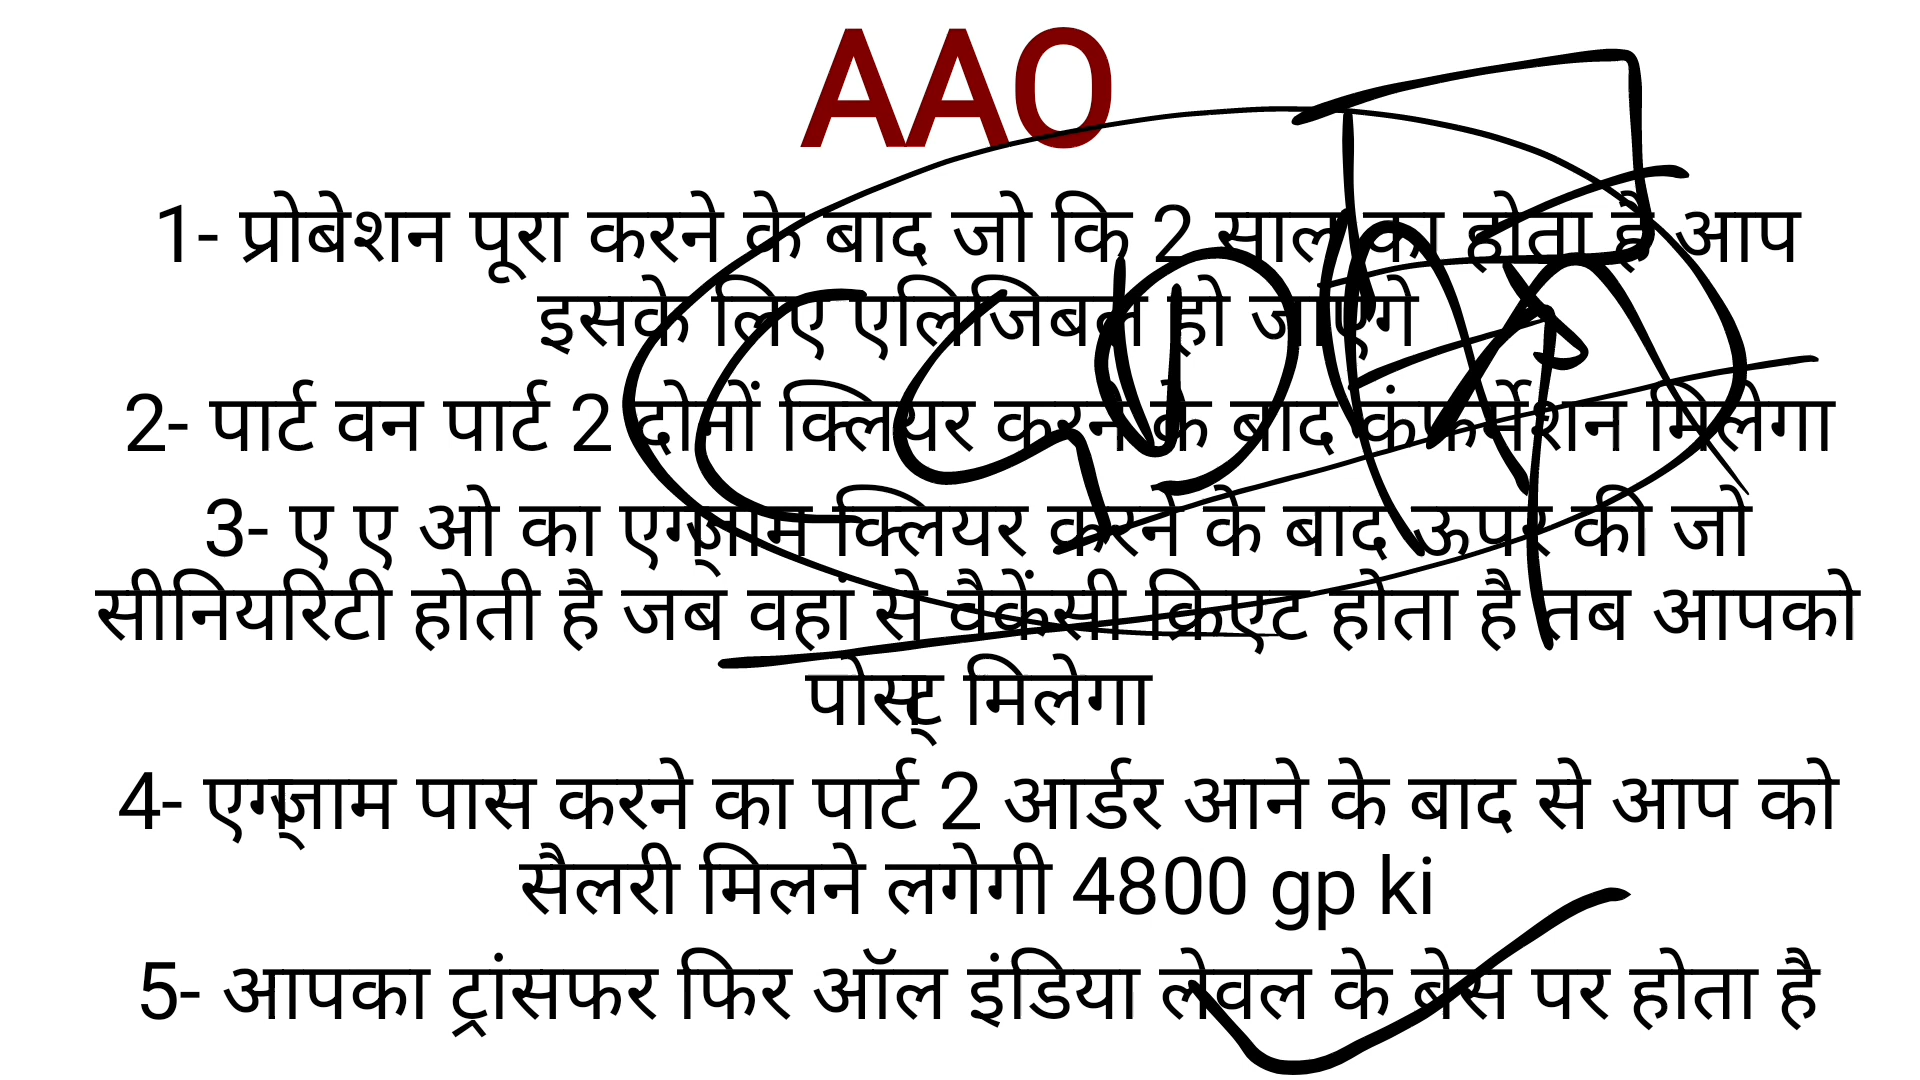 AAO
1- प्रोबेशन पूरा करने के बाद जो कि 2 साल का होता है आप
इसके लिए एलिजिबल हो जाएंगे
2- पार्ट वन पार्ट 2 दोनों क्लियर करने के बाद कंफर्मेशन मिलेगा
3- ए ए ओ का एग्ज़ाम क्लियर करने के बाद ऊपर की जो
सीनियरिटी होती है जब वहां से वैकेंसी क्रिएट होता है तब आपको
पोस्ट मिलेगा
4- एग्ज़ाम पास करने का पार्ट 2 आर्डर आने के बाद से आप को
सैलरी मिलने लगेगी 4800 gp ki
5- आपका ट्रांसफर फिर ऑल इंडिया लेवल के बेस पर होता है